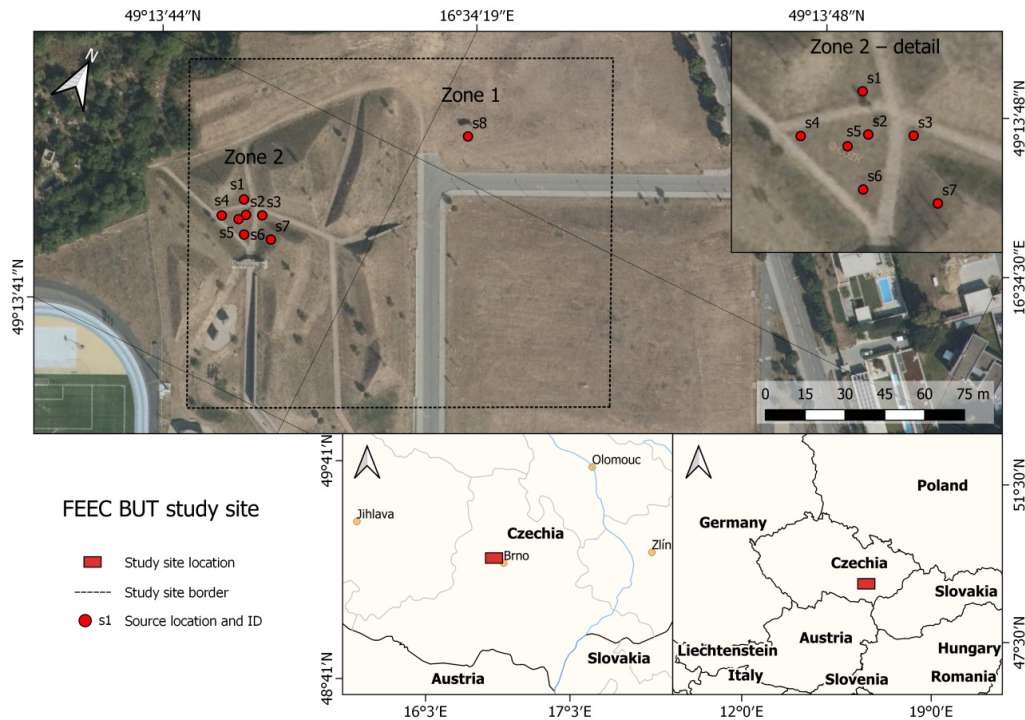 49°13′44″N
16°34′19″E
49°13′48″N
N
Zone 1
s8
Zone 2
s1
s4
s2
s3
s5
s6
s7
Zone 2 – detail
s1
s4
s5
s2
s3
s6
s7
49°13′41″N
49°13′48″N
16°34′30″E
0 15 30 45 60 75 m
FEEC BUT study site
Study site location
Study site border
s1 Source location and ID
49°41′N
48°41′N
Olomouc
Jihlava
Czechia
Brno
Zlín
Slovakia
Austria
16°3′E
17°3′E
Poland
Germany
Czechia
Slovakia
Austria
Liechtenstein
Hungary
Italy
Slovenia
Romania
51°30′N
47°30′N
12°0′E
19°0′E